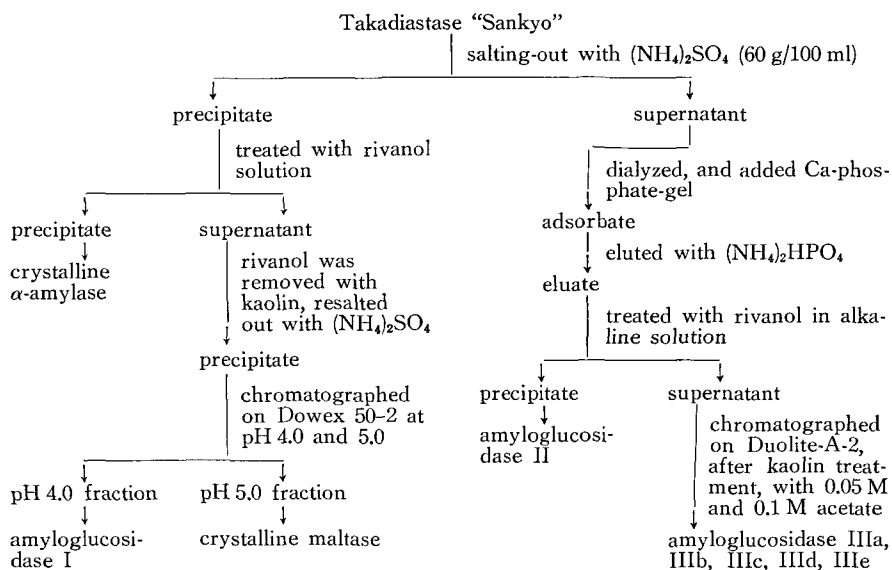 Takadiastase “Sankyo”
salting-out with (NH₄)₂SO₄ (60 g/100 ml)
precipitate
treated with rivanol
solution
precipitate
crystalline
α-amylase
supernatant
rivanol was
removed with
kaolin, resalted
out with (NH₄)₂SO₄
precipitate
chromatographed
on Dowex 50-2 at
pH 4.0 and 5.0
pH 4.0 fraction
amyloglucosi-
dase I
pH 5.0 fraction
crystalline maltase
supernatant
dialyzed, and added Ca-phos-
phate-gel
adsorbate
eluted with (NH₄)₂HPO₄
eluate
treated with rivanol in alka-
line solution
precipitate
amyloglucosi-
dase II
supernatant
chromatographed
on Duolite-A-2,
after kaolin treat-
ment, with 0.05 M
and 0.1 M acetate
amyloglucosidase IIIa,
IIIb, IIIc, IIId, IIIe